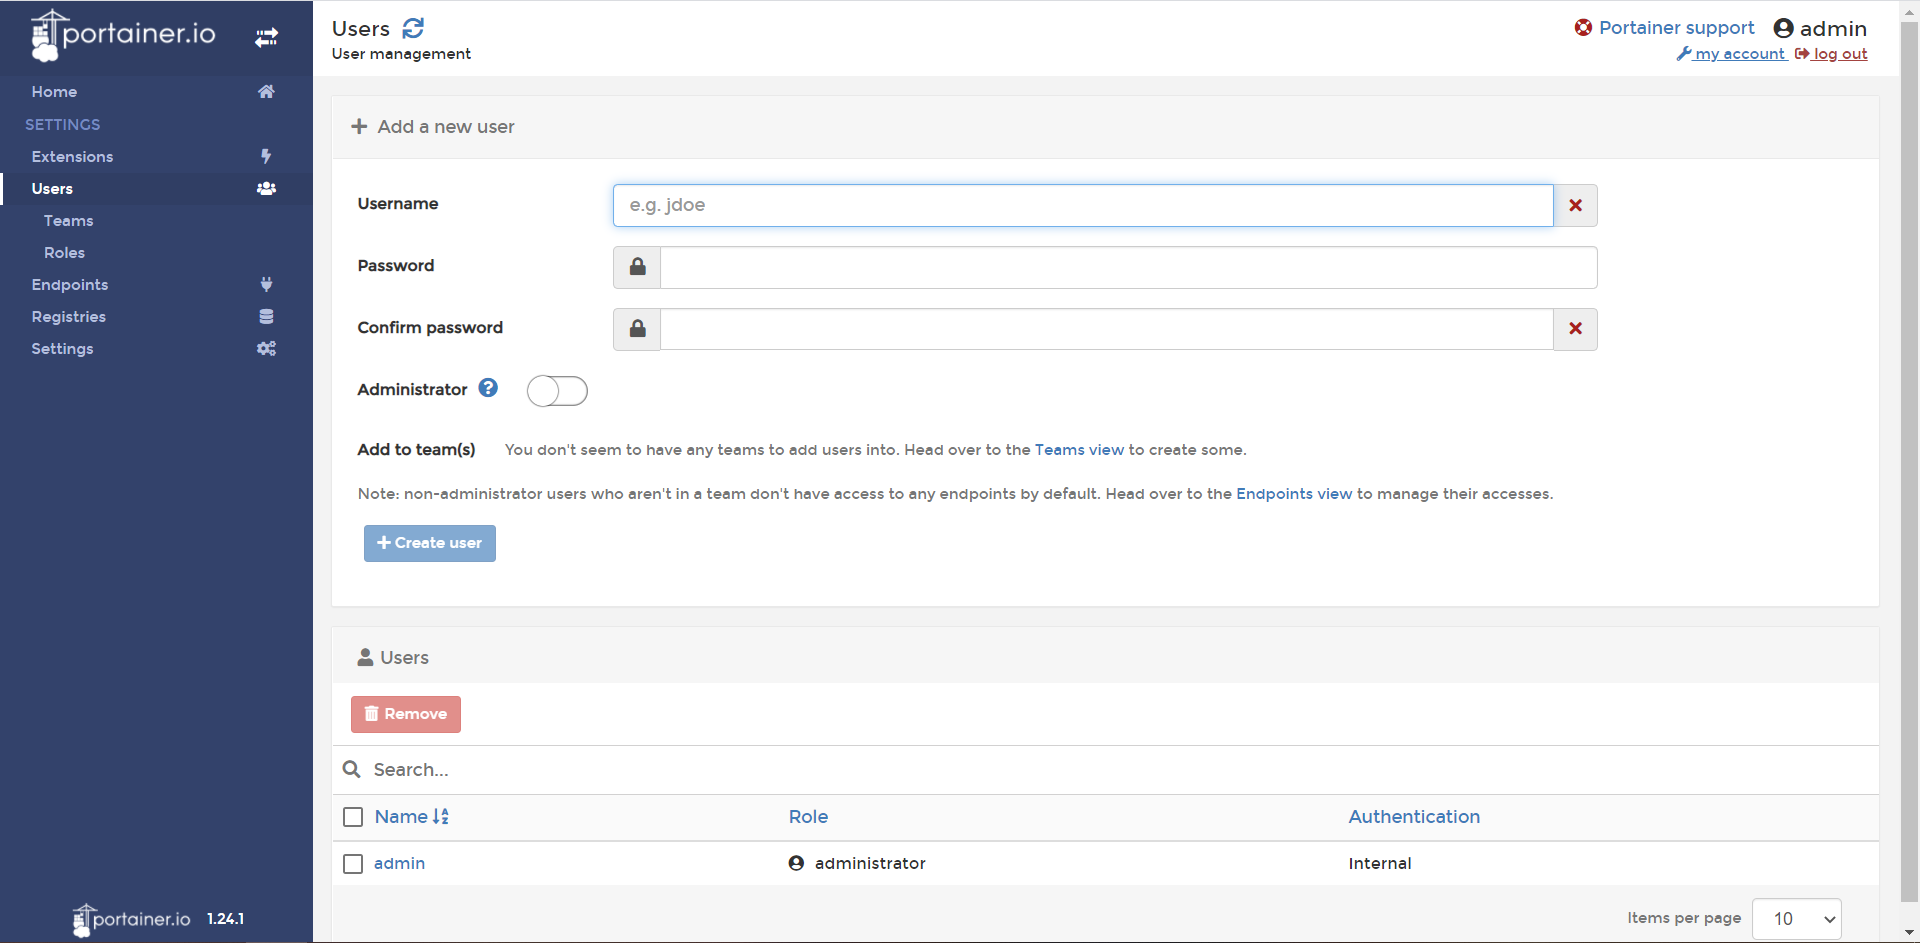 portainer.io
Home
SETTINGS
Extensions
Users
Teams
Roles
Endpoints
Registries
Settings
portainer.io 1.24.1
Users
User management
Portainer support admin
my account log out
Add a new user
Username e.g. jdoe
Password
Confirm password
Administrator
Add to team(s) You don't seem to have any teams to add users into. Head over to the Teams view to create some.
Note: non-administrator users who aren't in a team don't have access to any endpoints by default. Head over to the Endpoints view to manage their accesses.
Create user
Users
Remove
Search...
Name Role Authentication
admin administrator Internal
Items per page 10